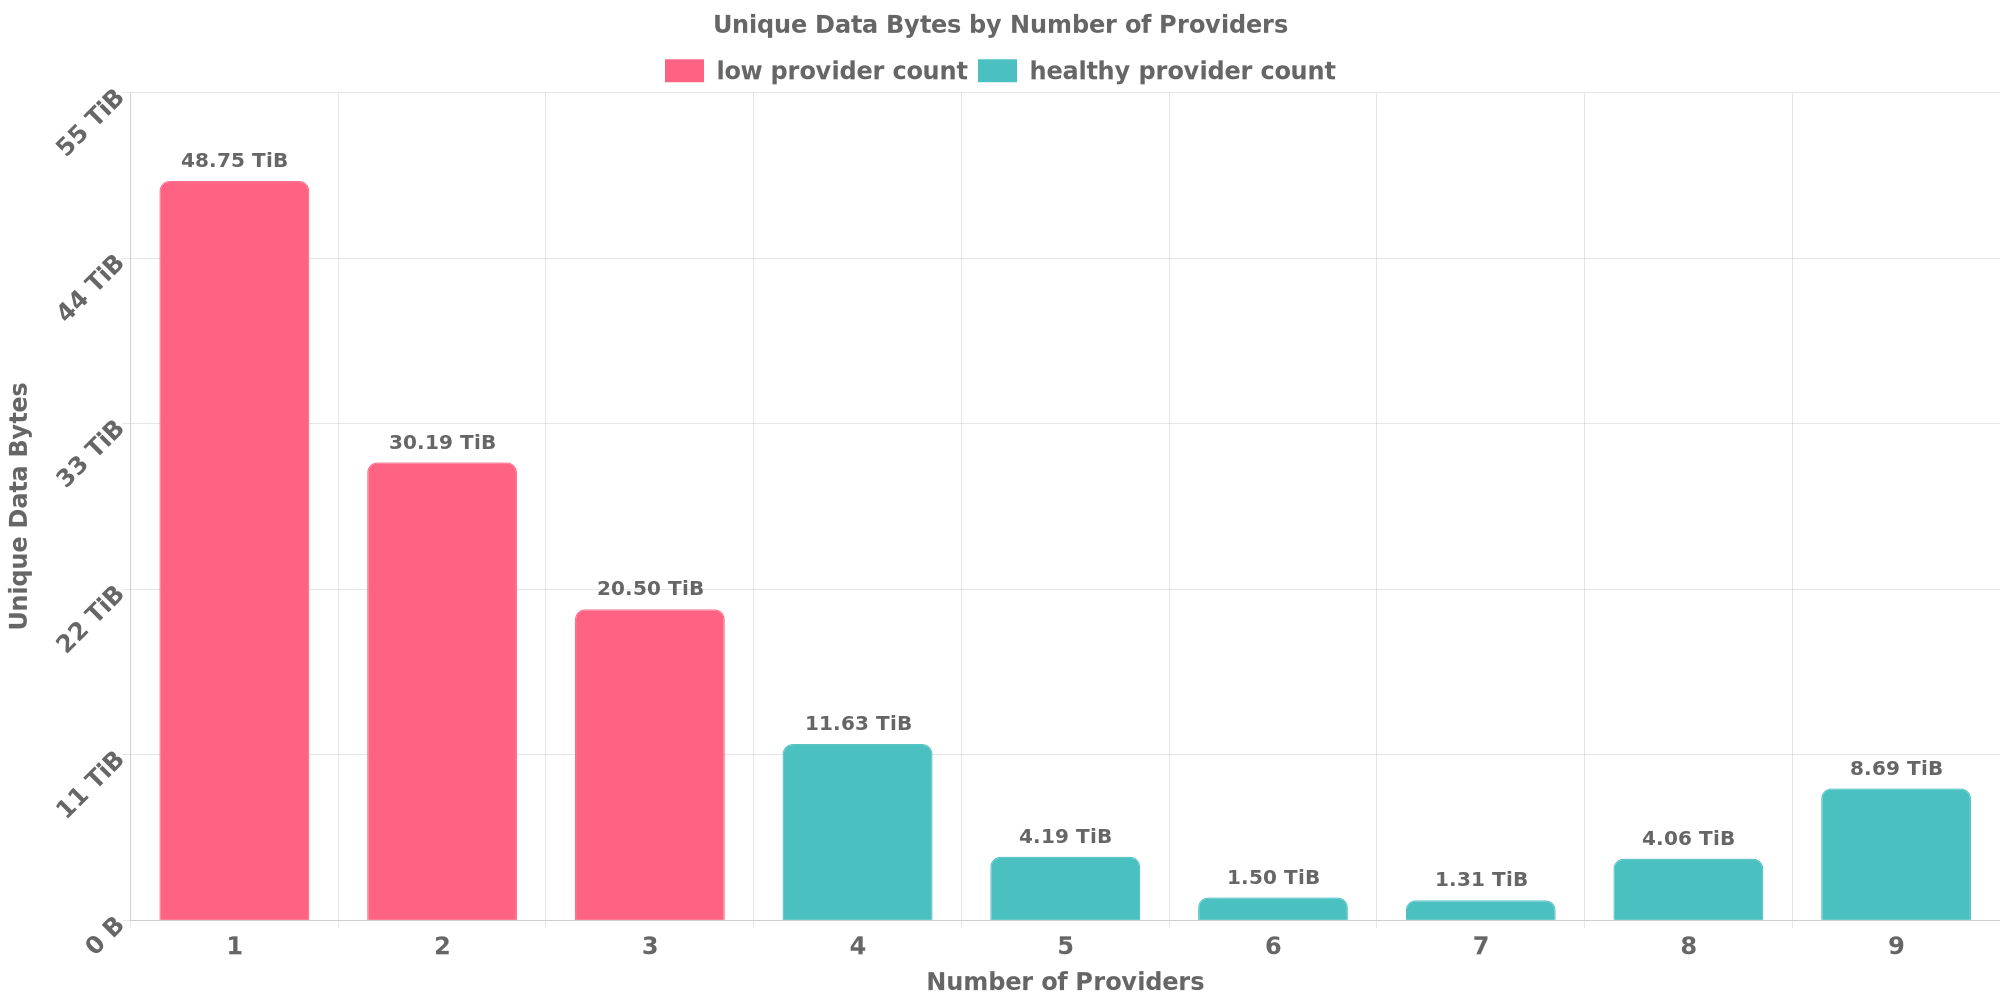 Unique Data Bytes by Number of Providers
low provider count healthy provider count
55 TiB
44 TiB
33 TiB
22 TiB
11 TiB
0 B
Unique Data Bytes
48.75 TiB
30.19 TiB
20.50 TiB
11.63 TiB
4.19 TiB
1.50 TiB
1.31 TiB
4.06 TiB
8.69 TiB
1 2 3 4 5 6 7 8 9
Number of Providers